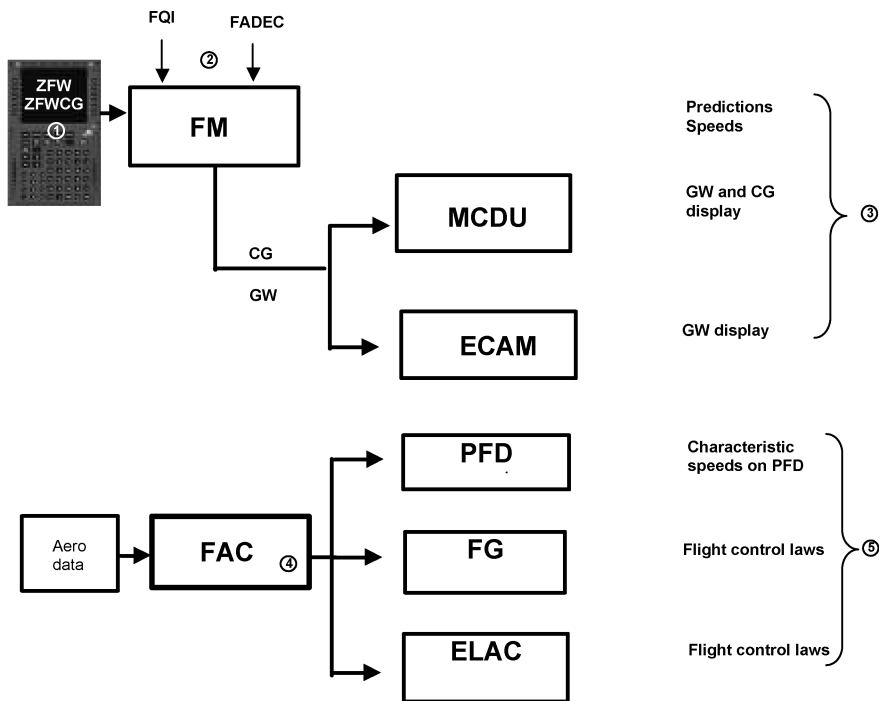 FQI
FADEC
②
ZFW
ZFWCG
①
FM
Predictions
Speeds
MCDU
GW and CG
display
③
CG
GW
ECAM
GW display
PFD
Characteristic
speeds on PFD
Aero
data
FAC
④
FG
Flight control laws
⑤
ELAC
Flight control laws